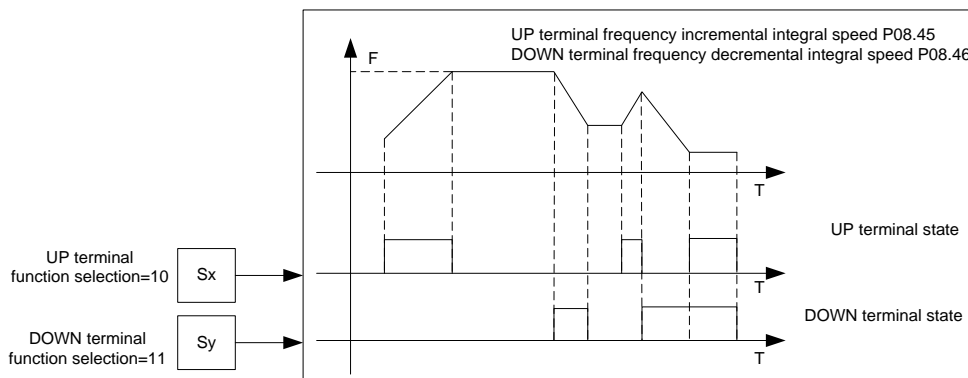 UP terminal frequency incremental integral speed P08.45
DOWN terminal frequency decremental integral speed P08.46
F
T
UP terminal state
UP terminal
function selection=10
Sx
T
DOWN terminal state
DOWN terminal
function selection=11
Sy
T